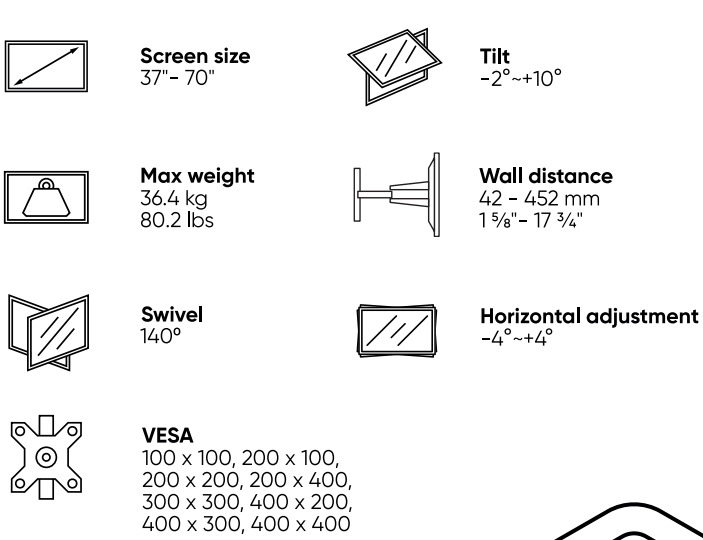 Screen size
37"- 70"
Tilt
-2°~+10°
Max weight
36.4 kg
80.2 lbs
Wall distance
42 - 452 mm
1 ⅝"- 17 ¾"
Swivel
140°
Horizontal adjustment
-4°~+4°
VESA
100 x 100, 200 x 100,
200 x 200, 200 x 400,
300 x 300, 400 x 200,
400 x 300, 400 x 400